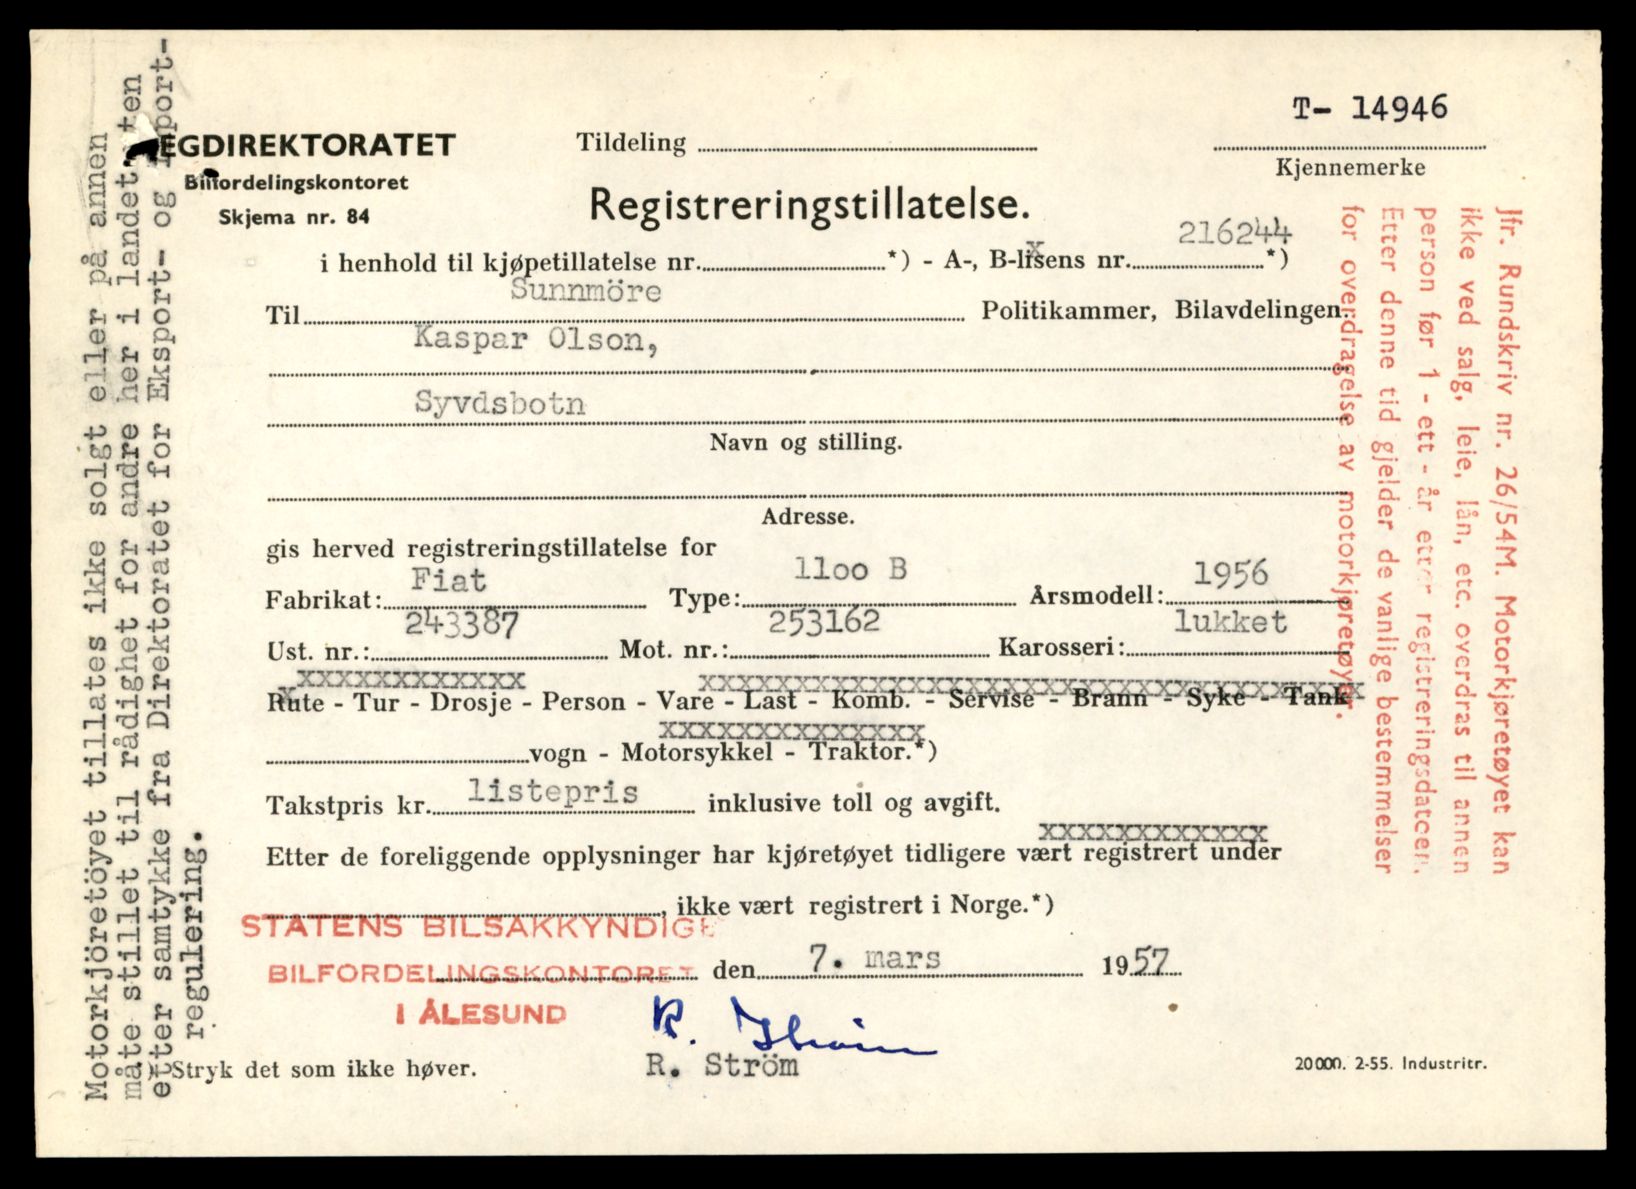 T- 14946
VEGDIREKTORATET
Tildeling
Kjennemerke
Bilfordelingskontoret
Skjema nr. 84
Registreringstillatelse.
216244
i henhold til kjøpetillatelse nr. *) - A-, B-lisens nr. *)
Sunnmöre
Til Politikammer, Bilavdelingen.
Kaspar Olson,
Syvdsbotn
Navn og stilling.
Adresse.
gis herved registreringstillatelse for
Fabrikat: Fiat Type: 11oo B Årsmodell: 1956
Ust. nr.: 243387 Mot. nr.: 253162 Karosseri: lukket
xxxxxxxxxxxx xxxxxxxxxxxxxxxxxxxxxxxxxxxxxxxxxxx
Rute - Tur - Drosje - Person - Vare - Last - Komb. - Servise - Brann - Syke - Tank
xxxxxxxxxxxxxx
vogn - Motorsykkel - Traktor.*)
Takstpris kr. listepris inklusive toll og avgift.
xxxxxxxxxxxx
Etter de foreliggende opplysninger har kjøretøyet tidligere vært registrert under
, ikke vært registrert i Norge.*)
STATENS BILSAKKYNDIGE
BILFORDELINGSKONTORET den 7. mars 1957
I ÅLESUND
R. Ström
R. Ström
*) Stryk det som ikke høver.
20000. 2-55. Industritr.
Motorkjöretöyet tillates ikke solgt eller på annen
måte stillet til rådighet for andre her i landet uten
etter samtykke fra Direktoratet for Eksport- og Import-
regulering.
Jfr. Rundskriv nr. 26/54M. Motorkjøretøyet kan
ikke ved salg, leie, lån, etc. overdras til annen
person før 1 - ett - år etter registreringsdatoen.
Etter denne tid gjelder de vanlige bestemmelser
for overdragelse av motorkjøretøyer.